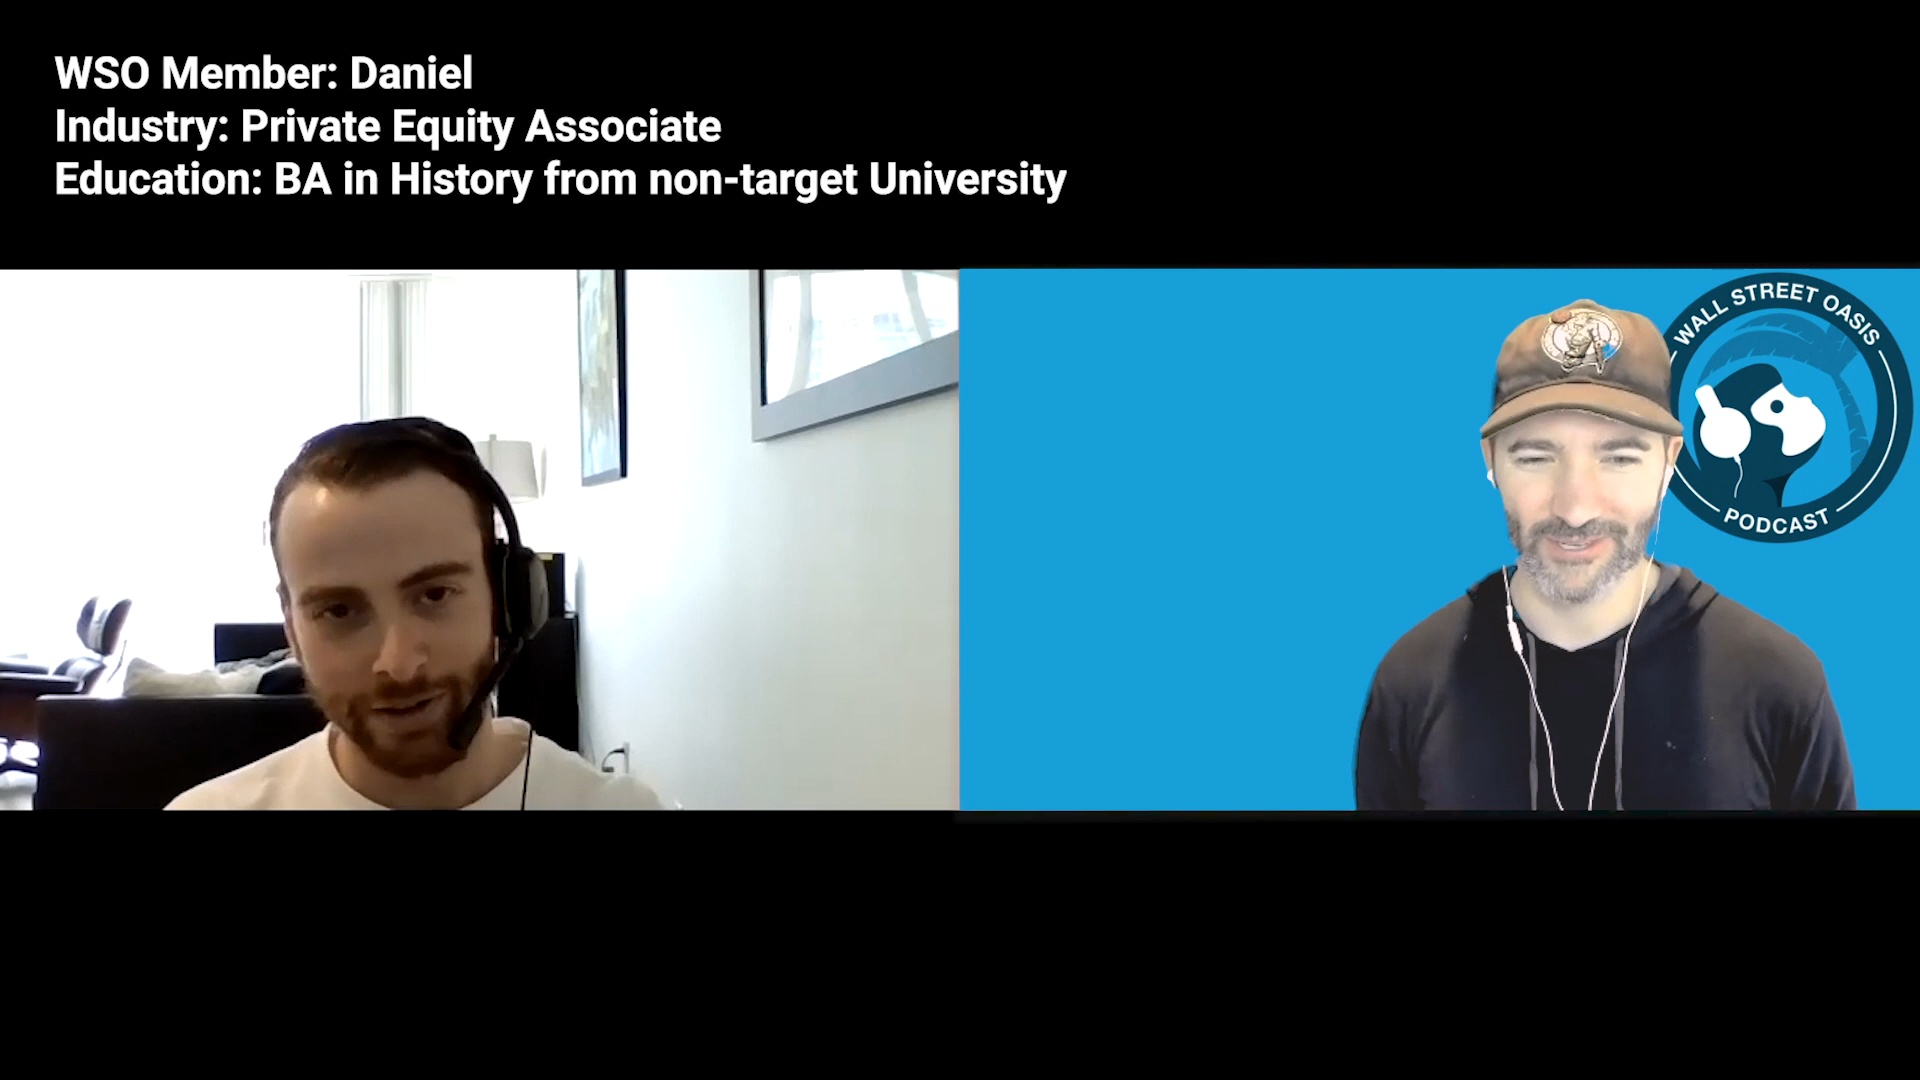 WSO Member: Daniel
Industry: Private Equity Associate
Education: BA in History from non-target University
WALL STREET OASIS
PODCAST